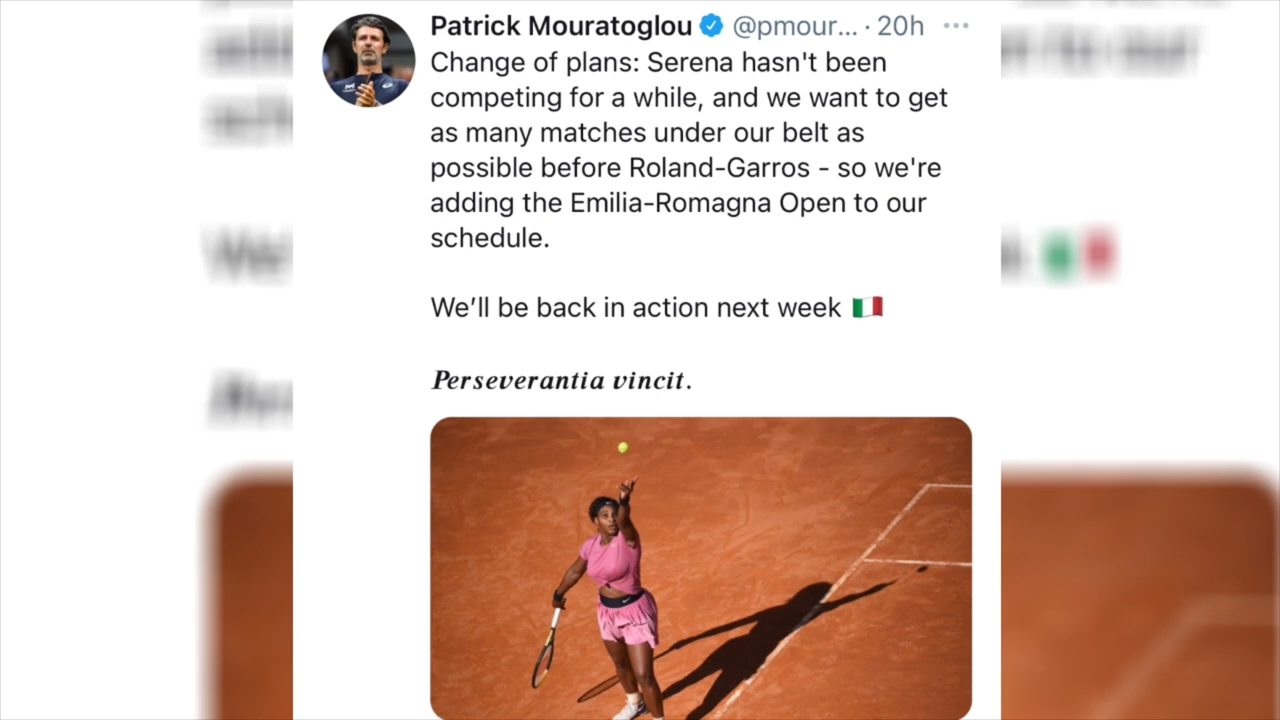 Patrick Mouratoglou @pmour... · 20h
Change of plans: Serena hasn't been
competing for a while, and we want to get
as many matches under our belt as
possible before Roland-Garros - so we're
adding the Emilia-Romagna Open to our
schedule.
We’ll be back in action next week 🇮🇹
Perseverantia vincit.